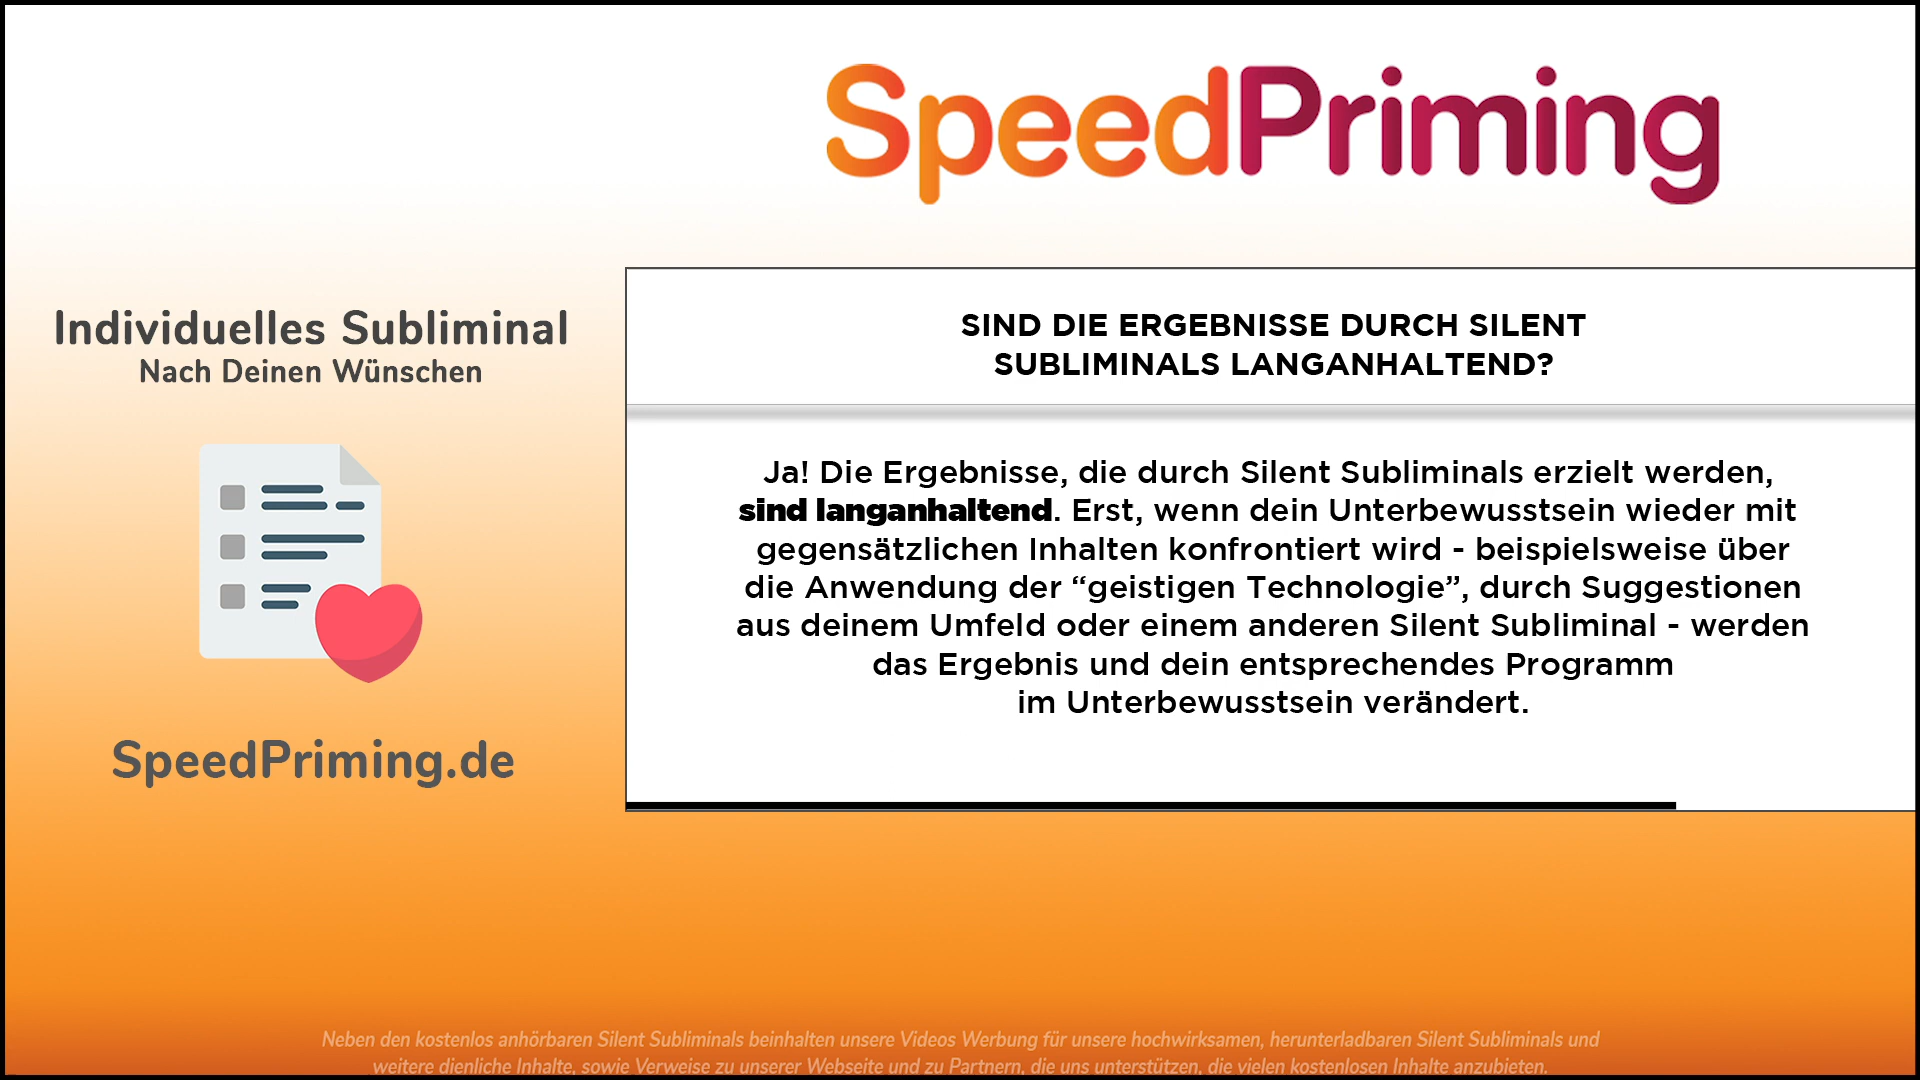 SpeedPriming
Individuelles Subliminal
Nach Deinen Wünschen
SpeedPriming.de
SIND DIE ERGEBNISSE DURCH SILENT
SUBLIMINALS LANGANHALTEND?
Ja! Die Ergebnisse, die durch Silent Subliminals erzielt werden,
sind langanhaltend. Erst, wenn dein Unterbewusstsein wieder mit
gegensätzlichen Inhalten konfrontiert wird - beispielsweise über
die Anwendung der “geistigen Technologie”, durch Suggestionen
aus deinem Umfeld oder einem anderen Silent Subliminal - werden
das Ergebnis und dein entsprechendes Programm
im Unterbewusstsein verändert.
Neben den kostenlos anhörbaren Silent Subliminals beinhalten unsere Videos Werbung für unsere hochwirksamen, herunterladbaren Silent Subliminals und
weitere dienliche Inhalte, sowie Verweise zu unserer Webseite und zu Partnern, die uns unterstützen, die vielen kostenlosen Inhalte anzubieten.